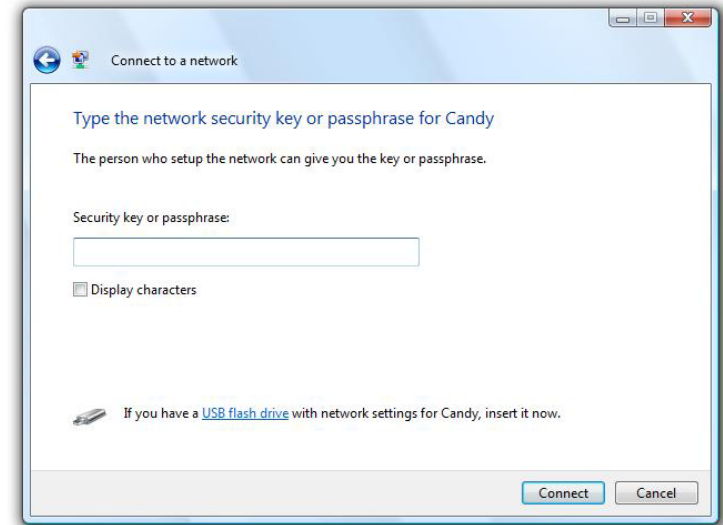 Connect to a network
Type the network security key or passphrase for Candy
The person who setup the network can give you the key or passphrase.
Security key or passphrase:
Display characters
If you have a USB flash drive with network settings for Candy, insert it now.
Connect Cancel